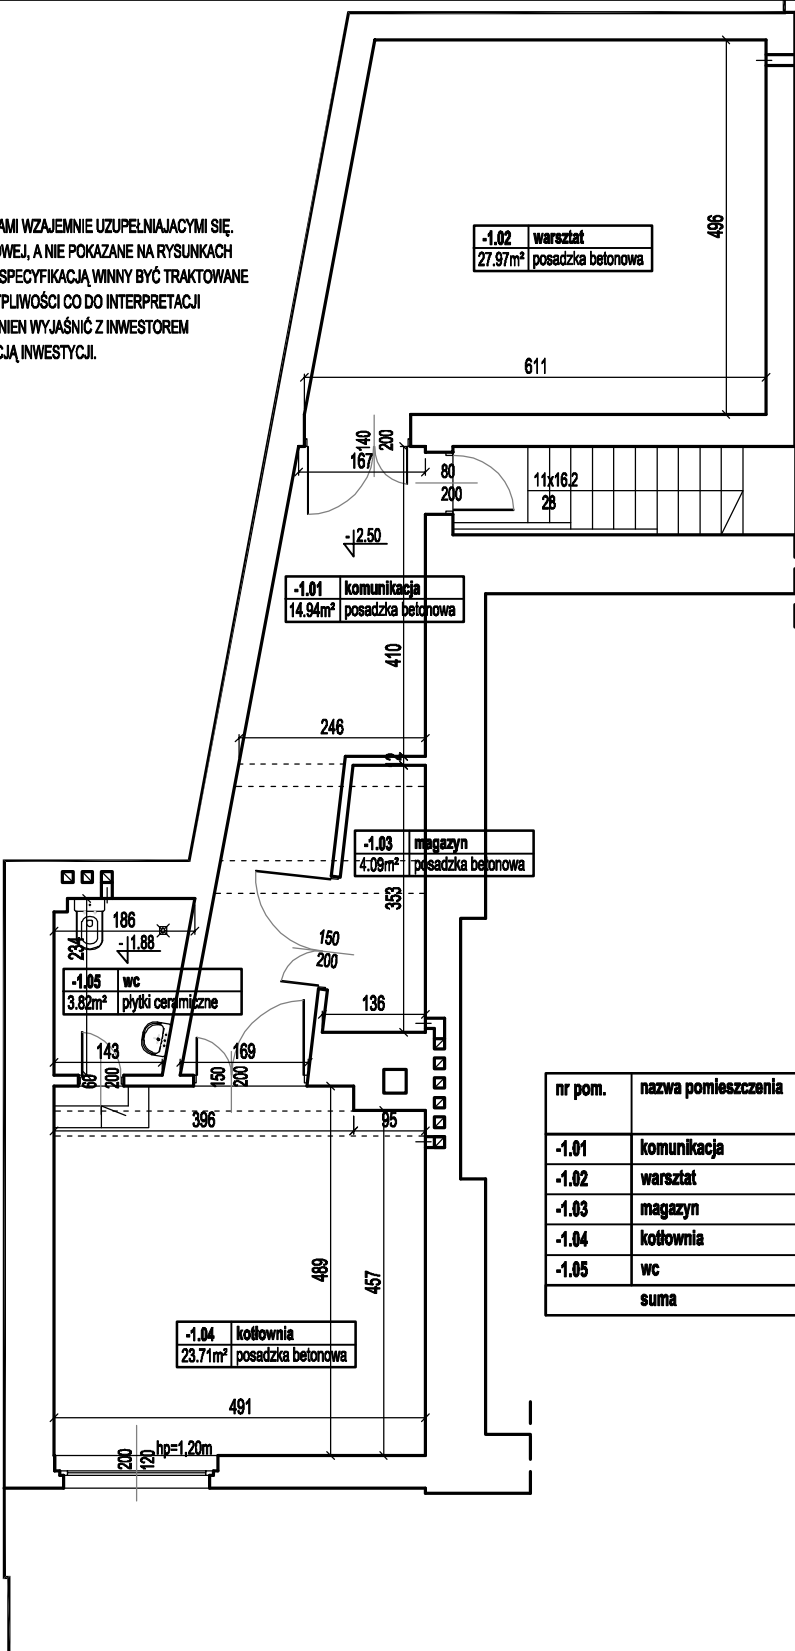 AMI WZAJEMNIE UZUPEŁNIAJACYMI SIĘ.
OWEJ, A NIE POKAZANE NA RYSUNKACH
SPECYFIKACJĄ WINNY BYĆ TRAKTOWANE
TPLIWOŚCI CO DO INTERPRETACJI
NIEN WYJAŚNIĆ Z INWESTOREM
CJĄ INWESTYCJI.
-1.02 warsztat
27.97m² posadzka betonowa
496
611
140
200
167
80
200
11x16.2
28
-2.50
-1.01 komunikacja
14.94m² posadzka betonowa
410
246
12
-1.03 magazyn
4.09m² posadzka betonowa
353
186
234
-1.88
150
200
-1.05 wc
3.82m² płytki ceramiczne
136
143
169
60
200
150
200
396
95
nr pom. nazwa pomieszczenia
-1.01 komunikacja
-1.02 warsztat
-1.03 magazyn
-1.04 kotłownia
-1.05 wc
suma
489
457
-1.04 kotłownia
23.71m² posadzka betonowa
491
200
120
hp=1,20m